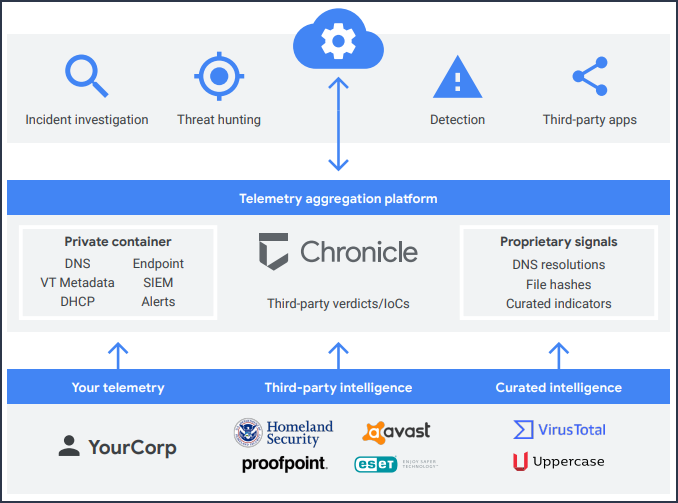 Incident investigation
Threat hunting
Detection
Third-party apps
Telemetry aggregation platform
Private container
DNS Endpoint
VT Metadata SIEM
DHCP Alerts
Chronicle
Third-party verdicts/IoCs
Proprietary signals
DNS resolutions
File hashes
Curated indicators
Your telemetry
Third-party intelligence
Curated intelligence
YourCorp
Homeland
Security
avast
proofpoint.
eset
ENJOY SAFER
TECHNOLOGY™
VirusTotal
Uppercase